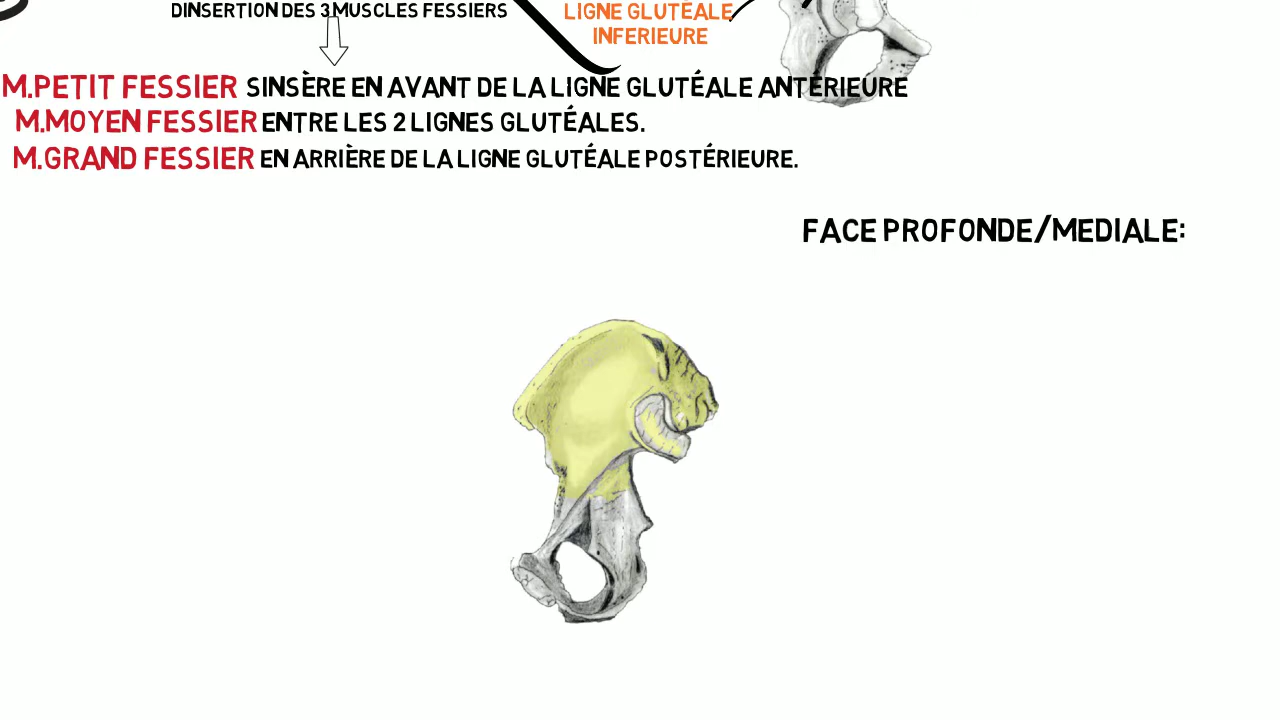 DINSERTION DES 3 MUSCLES FESSIERS
LIGNE GLUTÉALE
INFERIEURE
M.PETIT FESSIER SINSÈRE EN AVANT DE LA LIGNE GLUTÉALE ANTÉRIEURE
M.MOYEN FESSIER ENTRE LES 2 LIGNES GLUTÉALES.
M.GRAND FESSIER EN ARRIÈRE DE LA LIGNE GLUTÉALE POSTÉRIEURE.
FACE PROFONDE/MEDIALE: